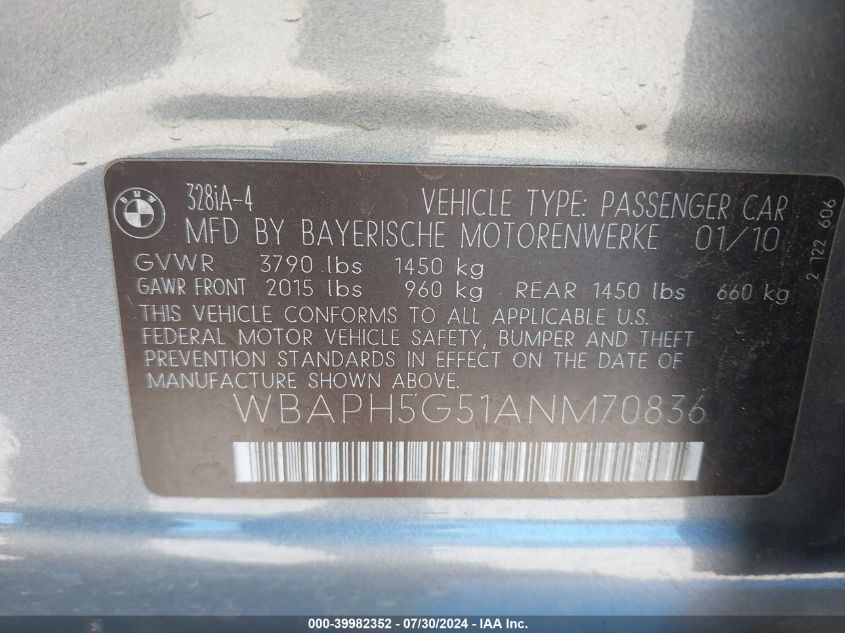 BMW
328iA-4 VEHICLE TYPE: PASSENGER CAR
MFD BY BAYERISCHE MOTORENWERKE 01/10
GVWR 3790 lbs 1450 kg
GAWR FRONT 2015 lbs 960 kg REAR 1450 lbs 660 kg
THIS VEHICLE CONFORMS TO ALL APPLICABLE U.S.
FEDERAL MOTOR VEHICLE SAFETY, BUMPER AND THEFT
PREVENTION STANDARDS IN EFFECT ON THE DATE OF
MANUFACTURE SHOWN ABOVE.
WBAPH5G51ANM70836
2 122 606
000-39982352 / 07/30/2024 - IAA Inc.